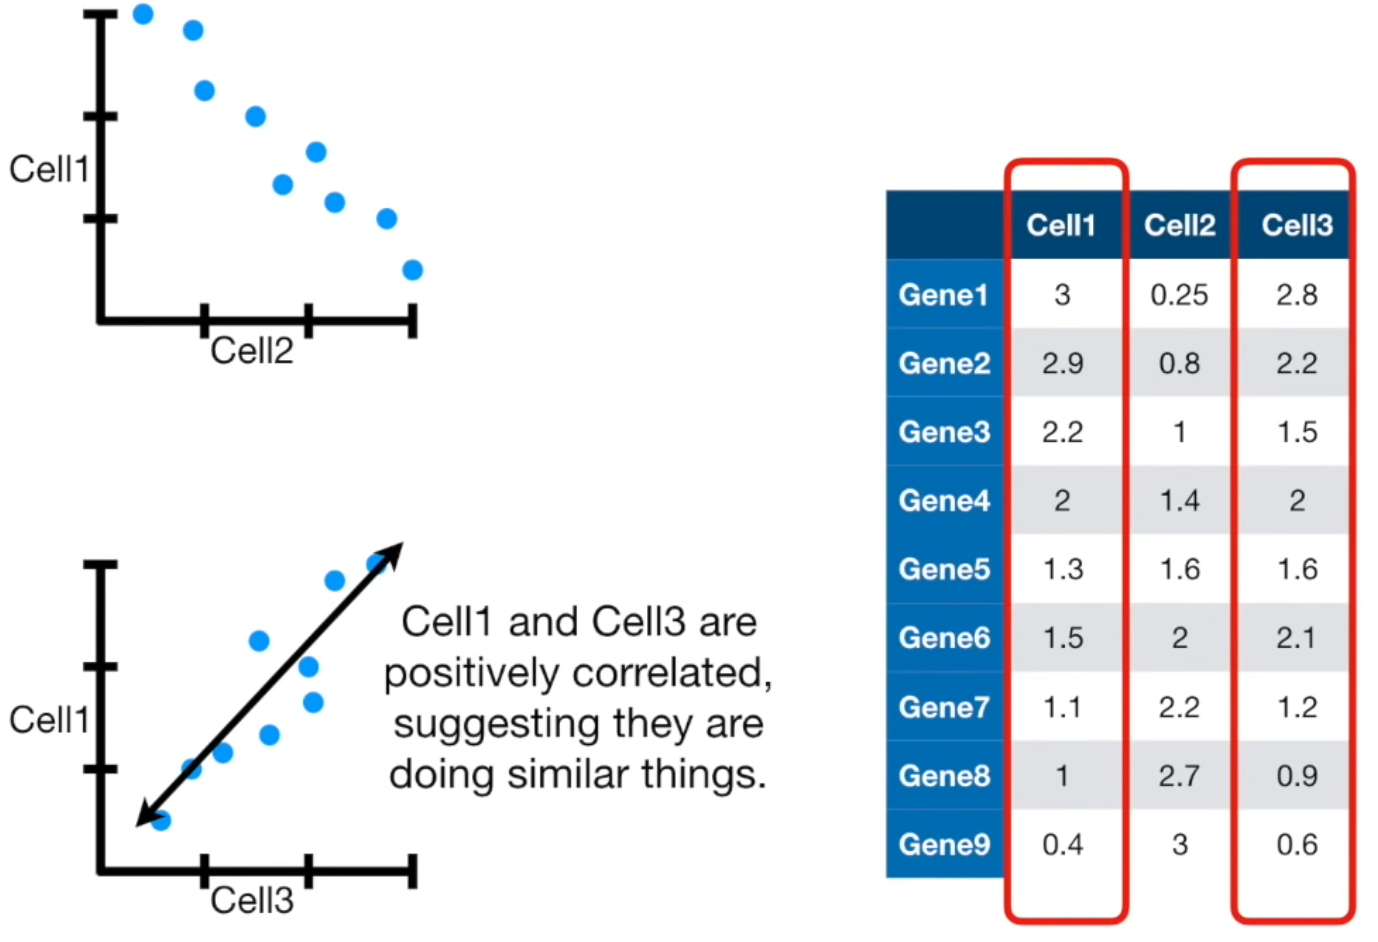 Cell1
Cell2
Cell1
Cell3
Cell1 and Cell3 are
positively correlated,
suggesting they are
doing similar things.
Cell1 Cell2 Cell3
Gene1 3 0.25 2.8
Gene2 2.9 0.8 2.2
Gene3 2.2 1 1.5
Gene4 2 1.4 2
Gene5 1.3 1.6 1.6
Gene6 1.5 2 2.1
Gene7 1.1 2.2 1.2
Gene8 1 2.7 0.9
Gene9 0.4 3 0.6